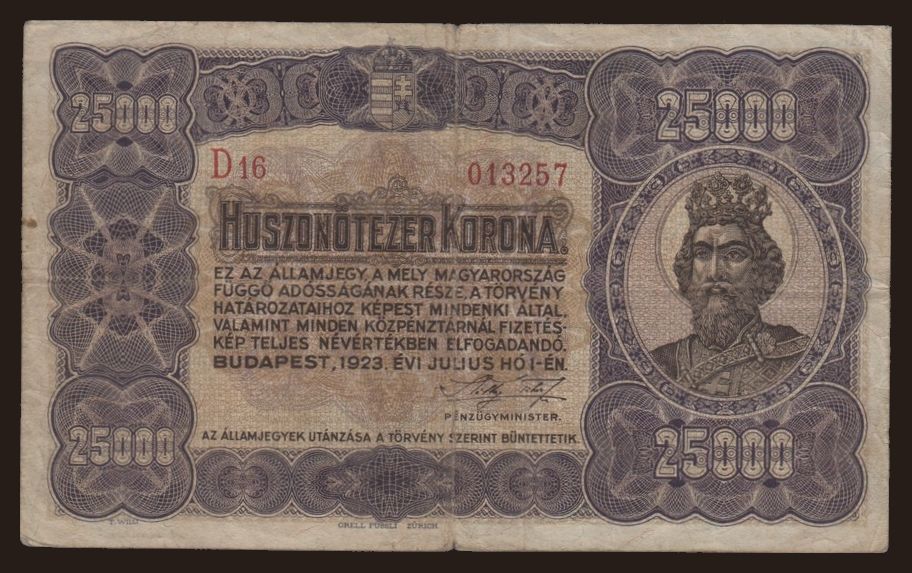 25000 25000
D16 013257
HUSZONÖTEZER KORONA.
EZ AZ ÁLLAMJEGY, A MELY MAGYARORSZÁG
FÜGGŐ ADÓSSÁGÁNAK RÉSZE, A TÖRVÉNY
HATÁROZATAIHOZ KÉPEST MINDENKI ÁLTAL,
VALAMINT MINDEN KÖZPÉNZTÁRNÁL FIZETÉS-
KÉP TELJES NÉVÉRTÉKBEN ELFOGADANDÓ.
BUDAPEST, 1923. ÉVI JULIUS HÓ 1-ÉN.
PÉNZÜGYMINISTER.
25000 25000
AZ ÁLLAMJEGYEK UTÁNZÁSA A TÖRVÉNY SZERINT BÜNTETTETIK.
ORELL FÜSSLI ZÜRICH